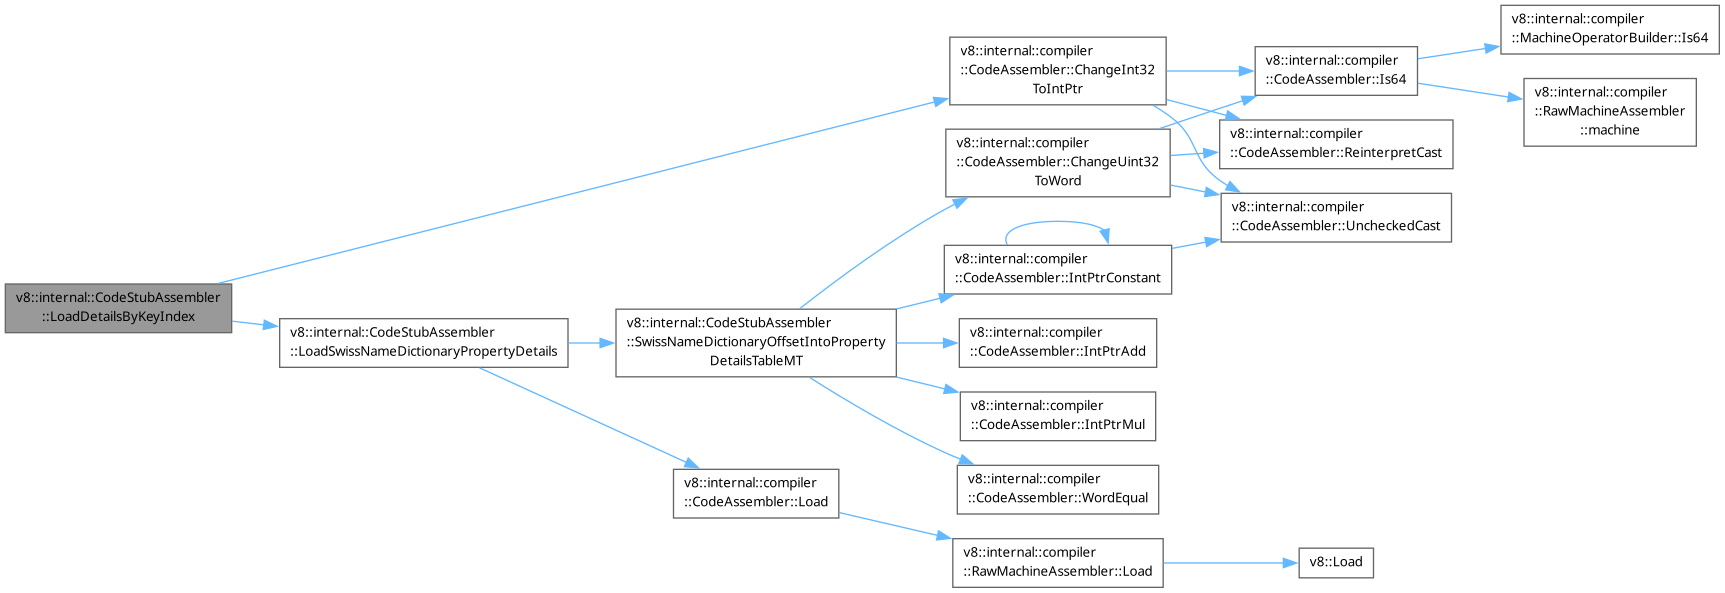 v8::internal::CodeStubAssembler
::LoadDetailsByKeyIndex
v8::internal::CodeStubAssembler
::LoadSwissNameDictionaryPropertyDetails
v8::internal::CodeStubAssembler
::SwissNameDictionaryOffsetIntoProperty
DetailsTableMT
v8::internal::compiler
::CodeAssembler::Load
v8::internal::compiler
::CodeAssembler::ChangeInt32
ToIntPtr
v8::internal::compiler
::CodeAssembler::ChangeUint32
ToWord
v8::internal::compiler
::CodeAssembler::IntPtrConstant
v8::internal::compiler
::CodeAssembler::IntPtrAdd
v8::internal::compiler
::CodeAssembler::IntPtrMul
v8::internal::compiler
::CodeAssembler::WordEqual
v8::internal::compiler
::RawMachineAssembler::Load
v8::internal::compiler
::CodeAssembler::Is64
v8::internal::compiler
::CodeAssembler::ReinterpretCast
v8::internal::compiler
::CodeAssembler::UncheckedCast
v8::Load
v8::internal::compiler
::MachineOperatorBuilder::Is64
v8::internal::compiler
::RawMachineAssembler
::machine